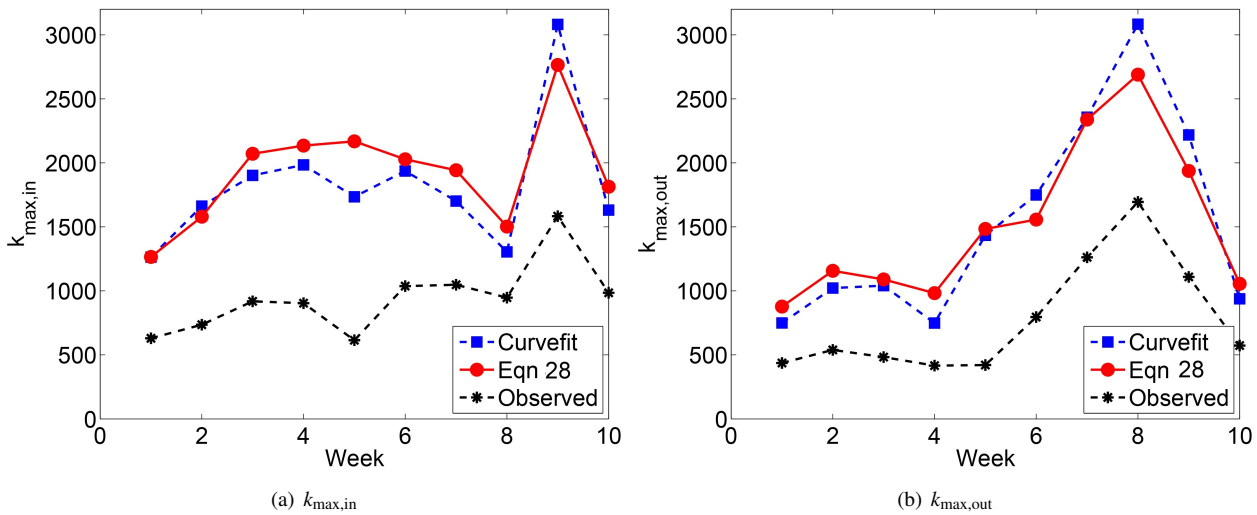 3000
2500
2000
1500
1000
500
0
k_max,in
0 2 4 6 8 10
Week
Curvefit
Eqn 28
Observed
(a) k_max,in
3000
2500
2000
1500
1000
500
0
k_max,out
0 2 4 6 8 10
Week
Curvefit
Eqn 28
Observed
(b) k_max,out